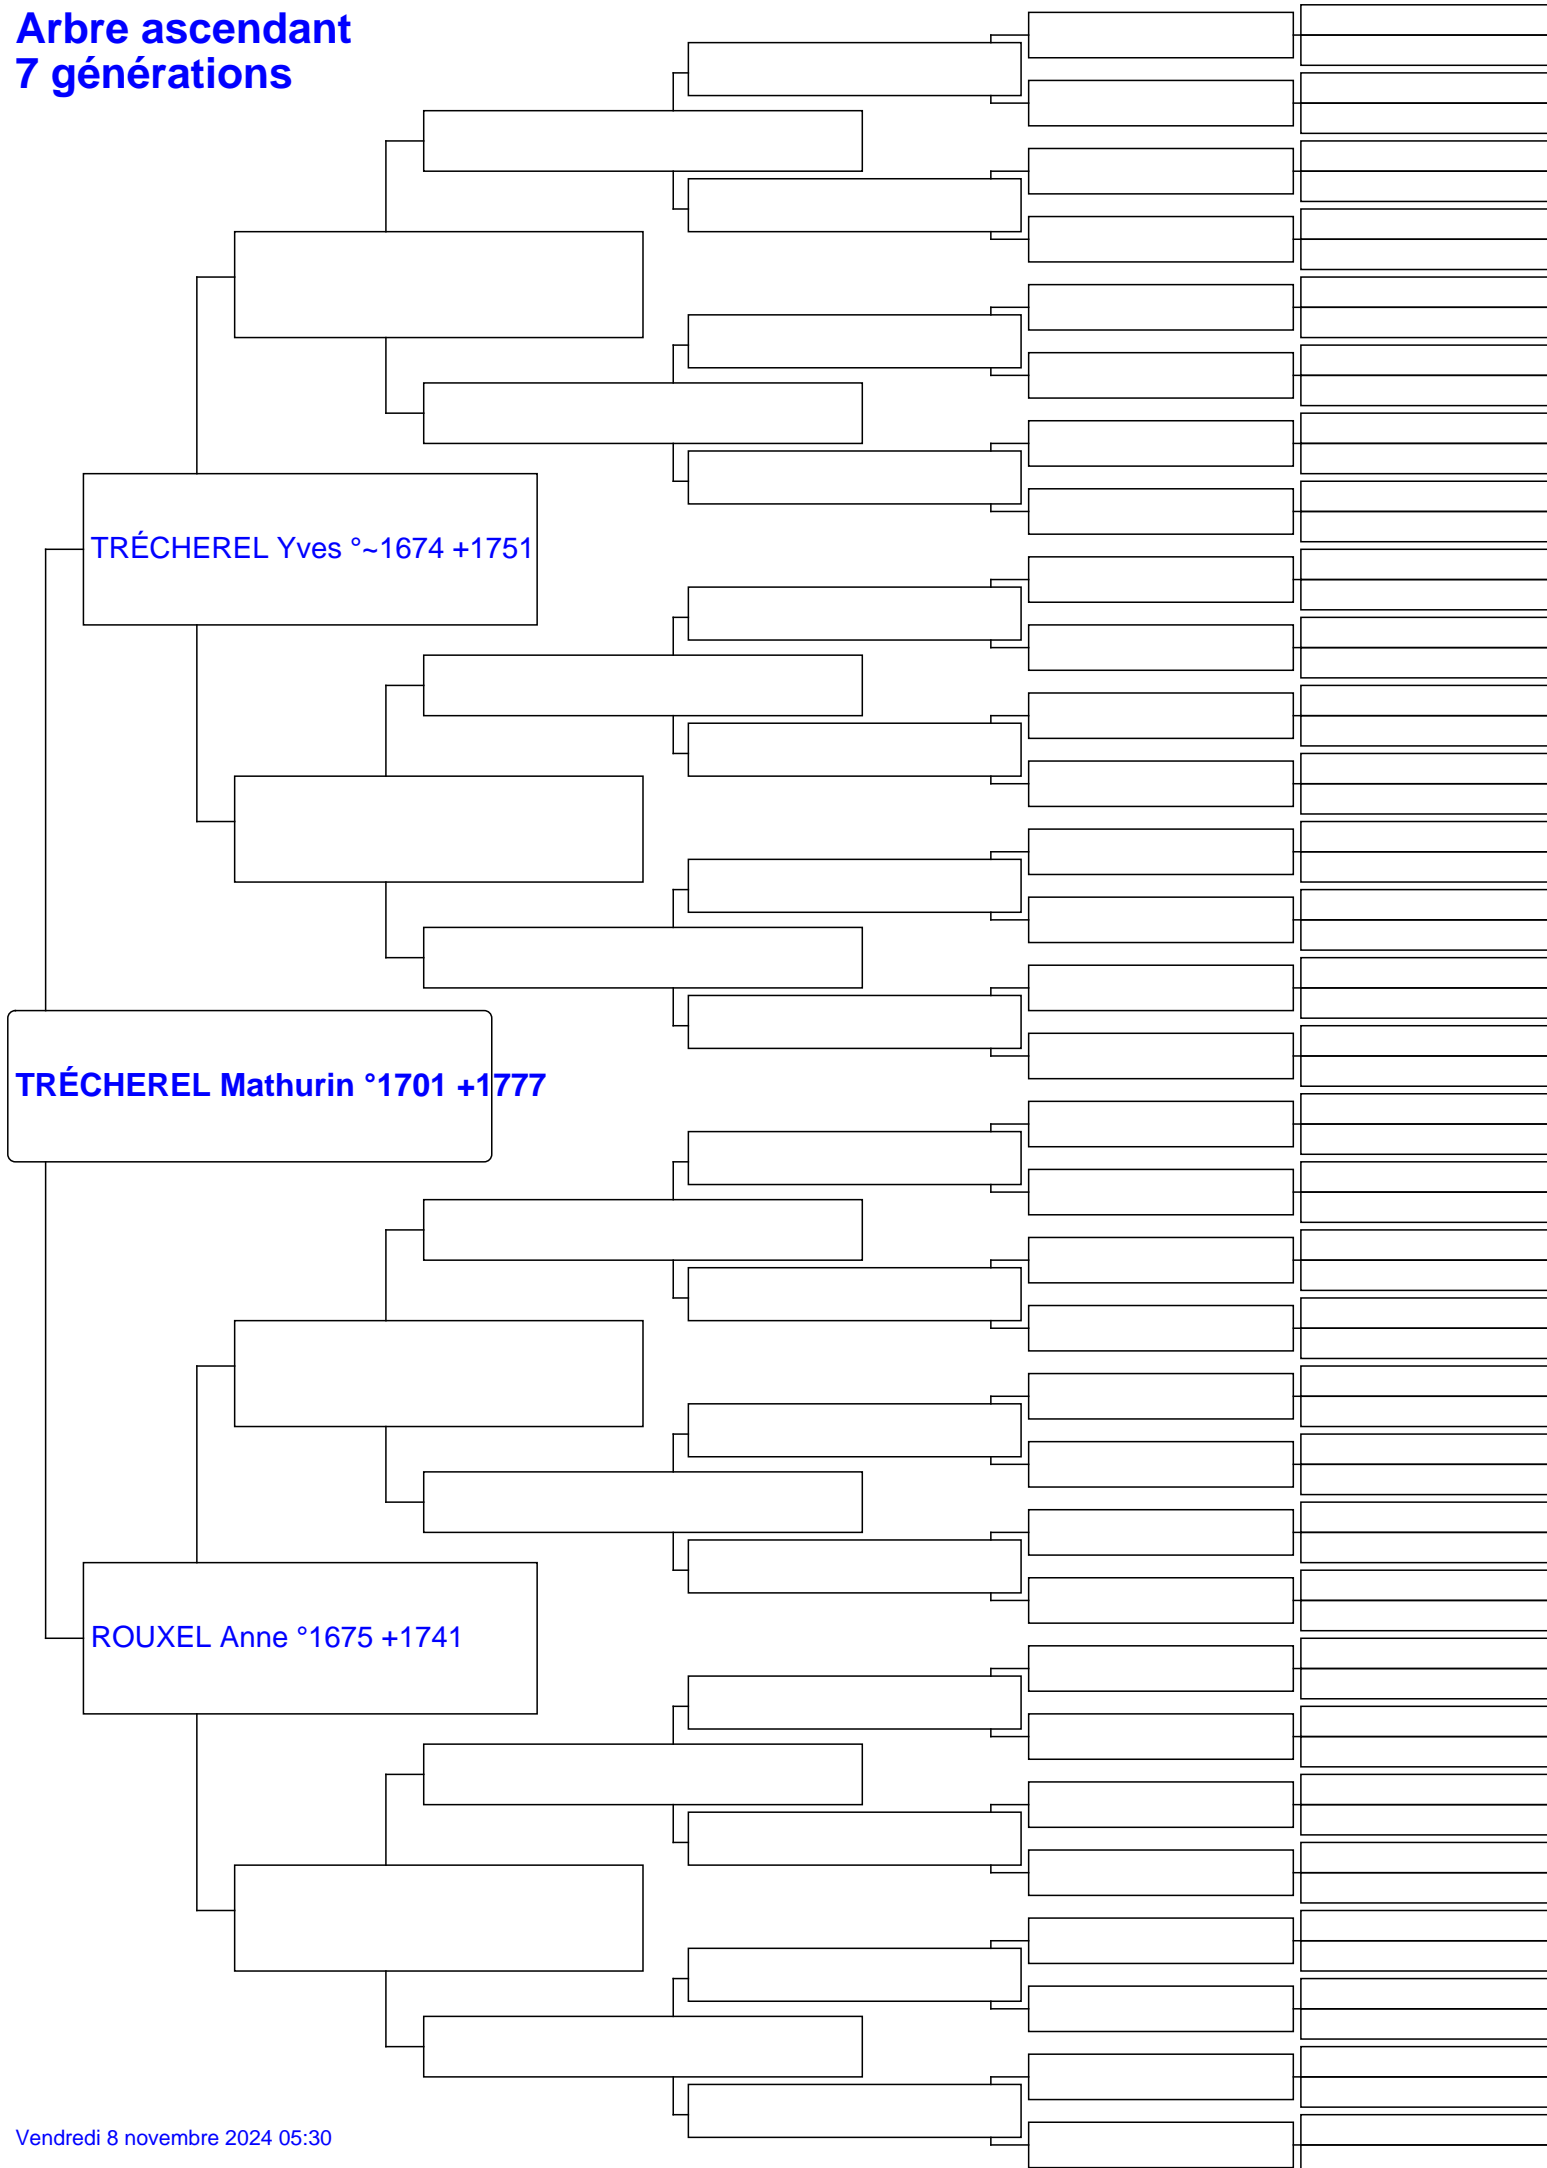 Arbre ascendant
7 générations
TRÉCHEREL Yves °~1674 +1751
TRÉCHEREL Mathurin °1701 +1777
ROUXEL Anne °1675 +1741
Vendredi 8 novembre 2024 05:30